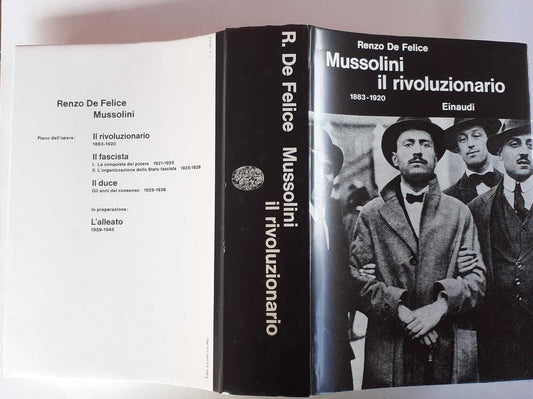 Renzo De Felice
Mussolini
Piano dell'opera:
Il rivoluzionario
1883-1920
Il fascista
I. La conquista del potere 1921-1925
II. L'organizzazione dello Stato fascista 1925-1929
Il duce
Gli anni del consenso 1929-1936
In preparazione:
L'alleato
1939-1945
R. De Felice Mussolini
il rivoluzionario
Renzo De Felice
Mussolini
il rivoluzionario
1883-1920
Einaudi